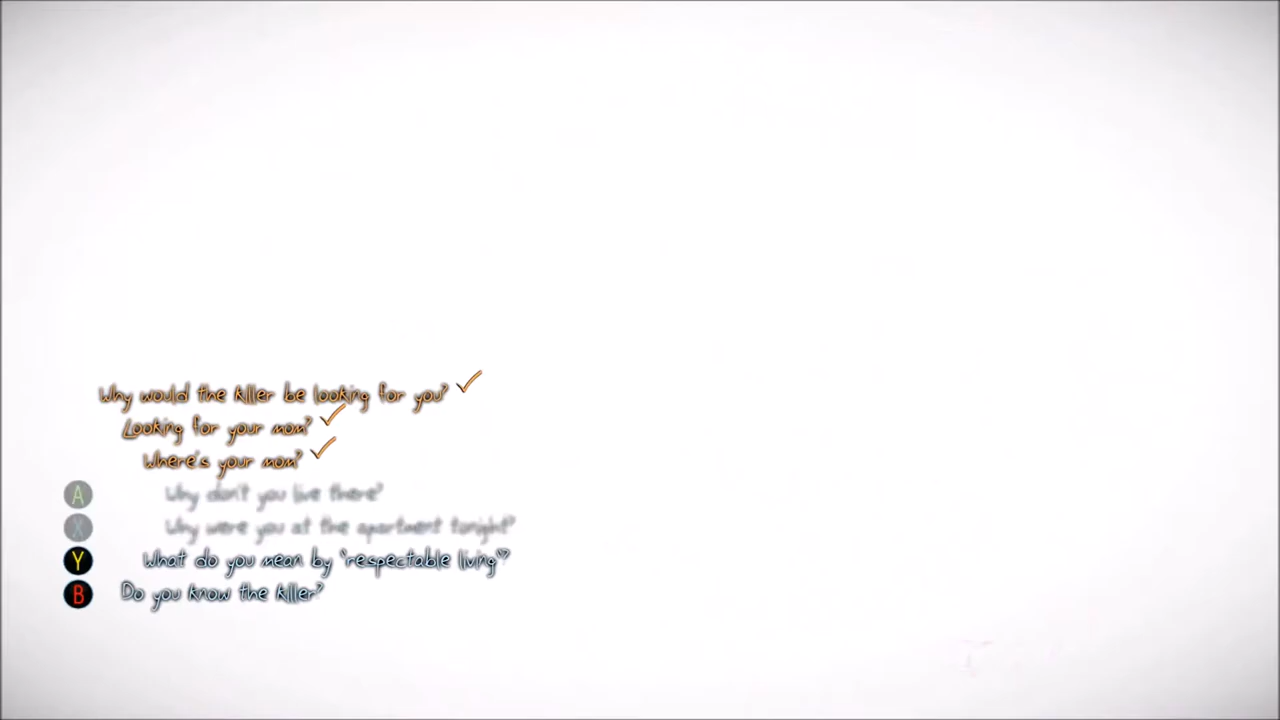 Why would the killer be looking for you?
Looking for your mom?
Where's your mom?
A Why don't you live there?
X Why were you at the apartment tonight?
Y What do you mean by 'respectable living'?
B Do you know the killer?